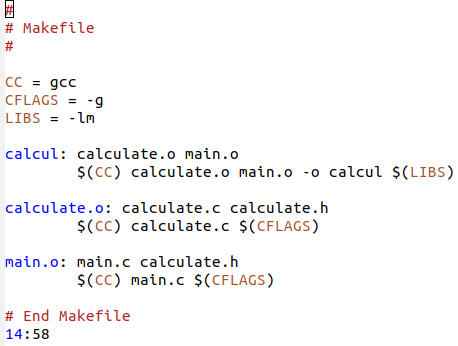 #
# Makefile
#
CC = gcc
CFLAGS = -g
LIBS = -lm
calcul: calculate.o main.o
$(CC) calculate.o main.o -o calcul $(LIBS)
calculate.o: calculate.c calculate.h
$(CC) calculate.c $(CFLAGS)
main.o: main.c calculate.h
$(CC) main.c $(CFLAGS)
# End Makefile
14:58